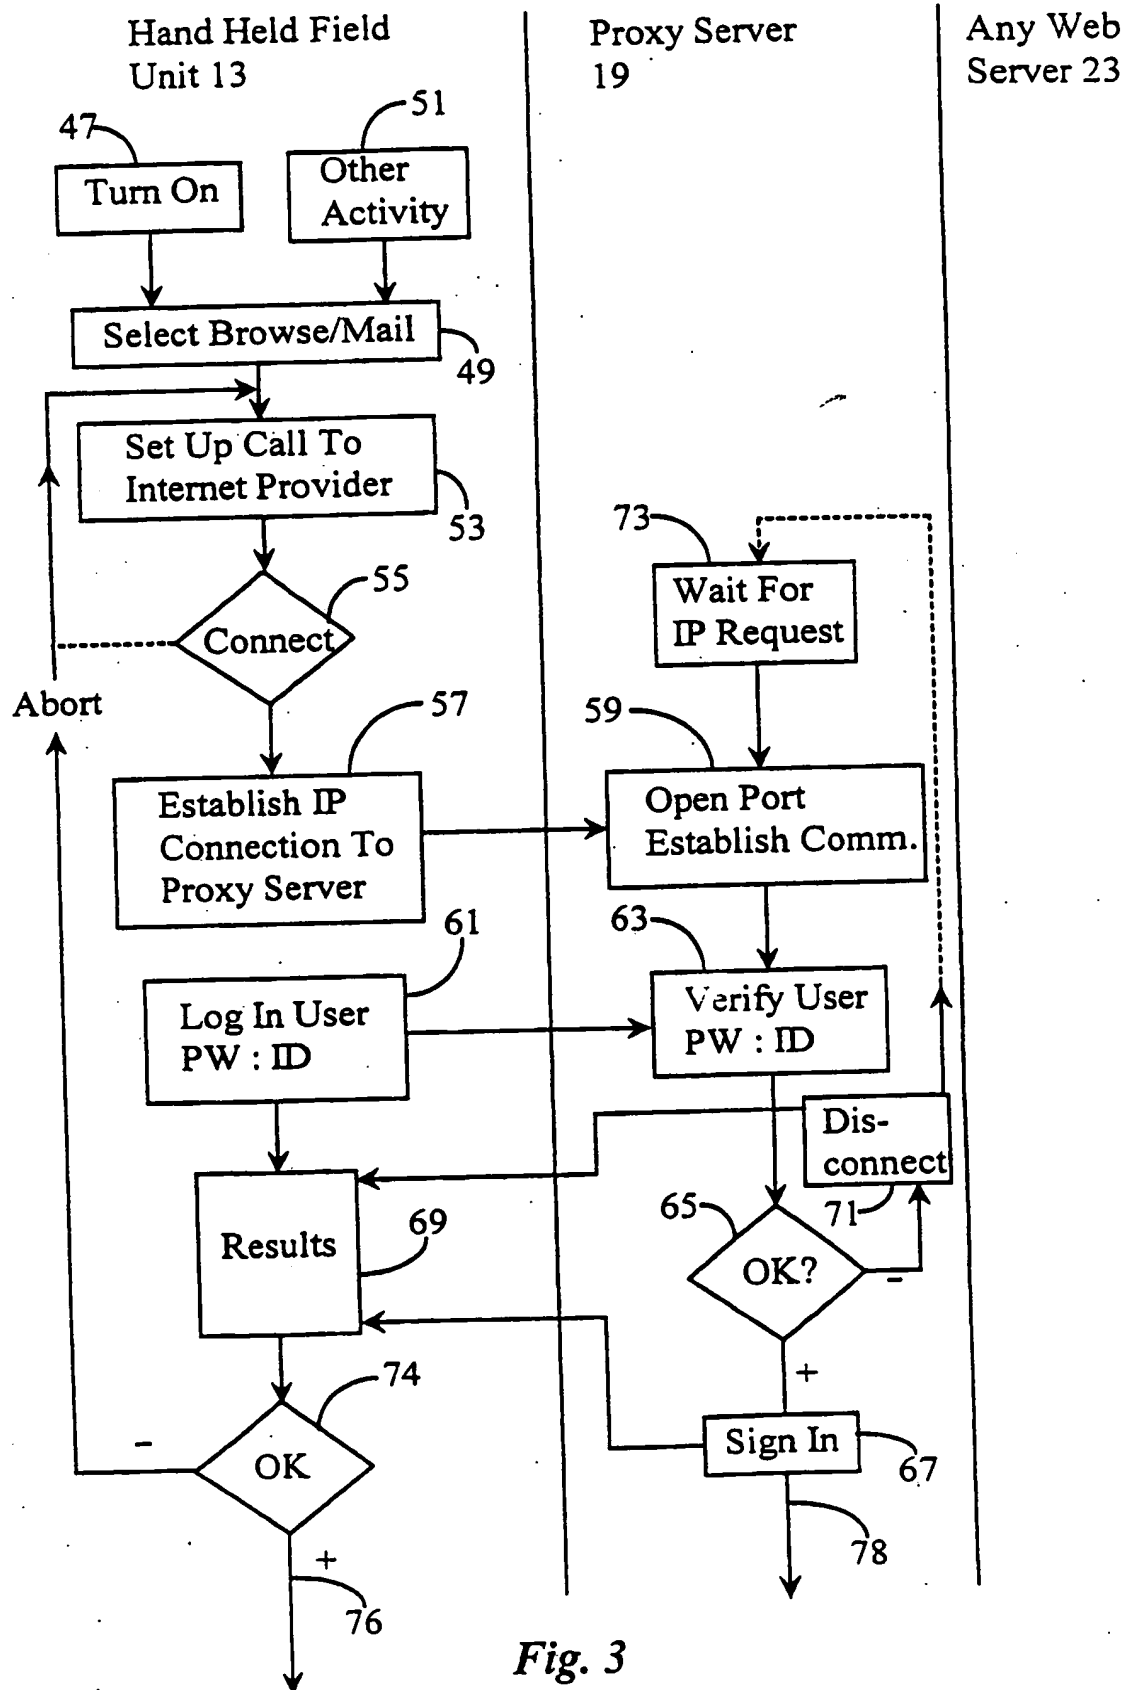 Hand Held Field
Unit 13
Proxy Server
19
Any Web
Server 23
47
51
Turn On
Other
Activity
Select Browse/Mail
49
Set Up Call To
Internet Provider
53
73
55
Wait For
IP Request
Connect
Abort
57
59
Establish IP
Connection To
Proxy Server
Open Port
Establish Comm.
61
63
Log In User
PW : ID
Verify User
PW : ID
Dis-
connect
71
65
69
Results
OK?
-
+
74
Sign In
67
-
OK
78
+
76
Fig. 3